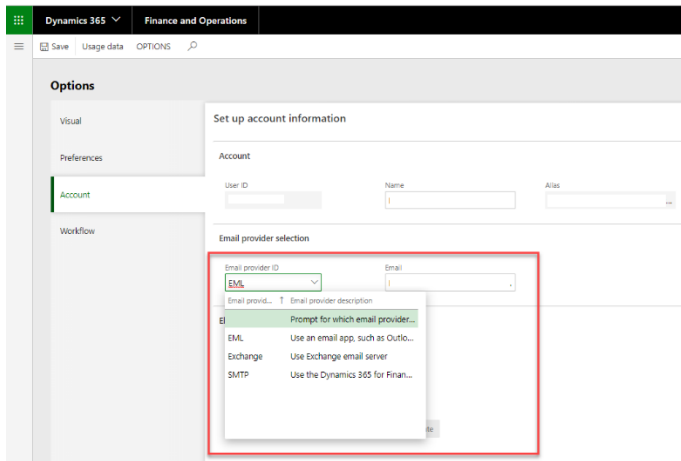 Dynamics 365 Finance and Operations
Save Usage data OPTIONS
Options
Visual
Preferences
Account
Workflow
Set up account information
Account
User ID Name Alias
...
Email provider selection
Email provider ID Email
EML
Email provid... ↑ Email provider description
Prompt for which email provider...
EML Use an email app, such as Outlo...
Exchange Use Exchange email server
SMTP Use the Dynamics 365 for Finan...